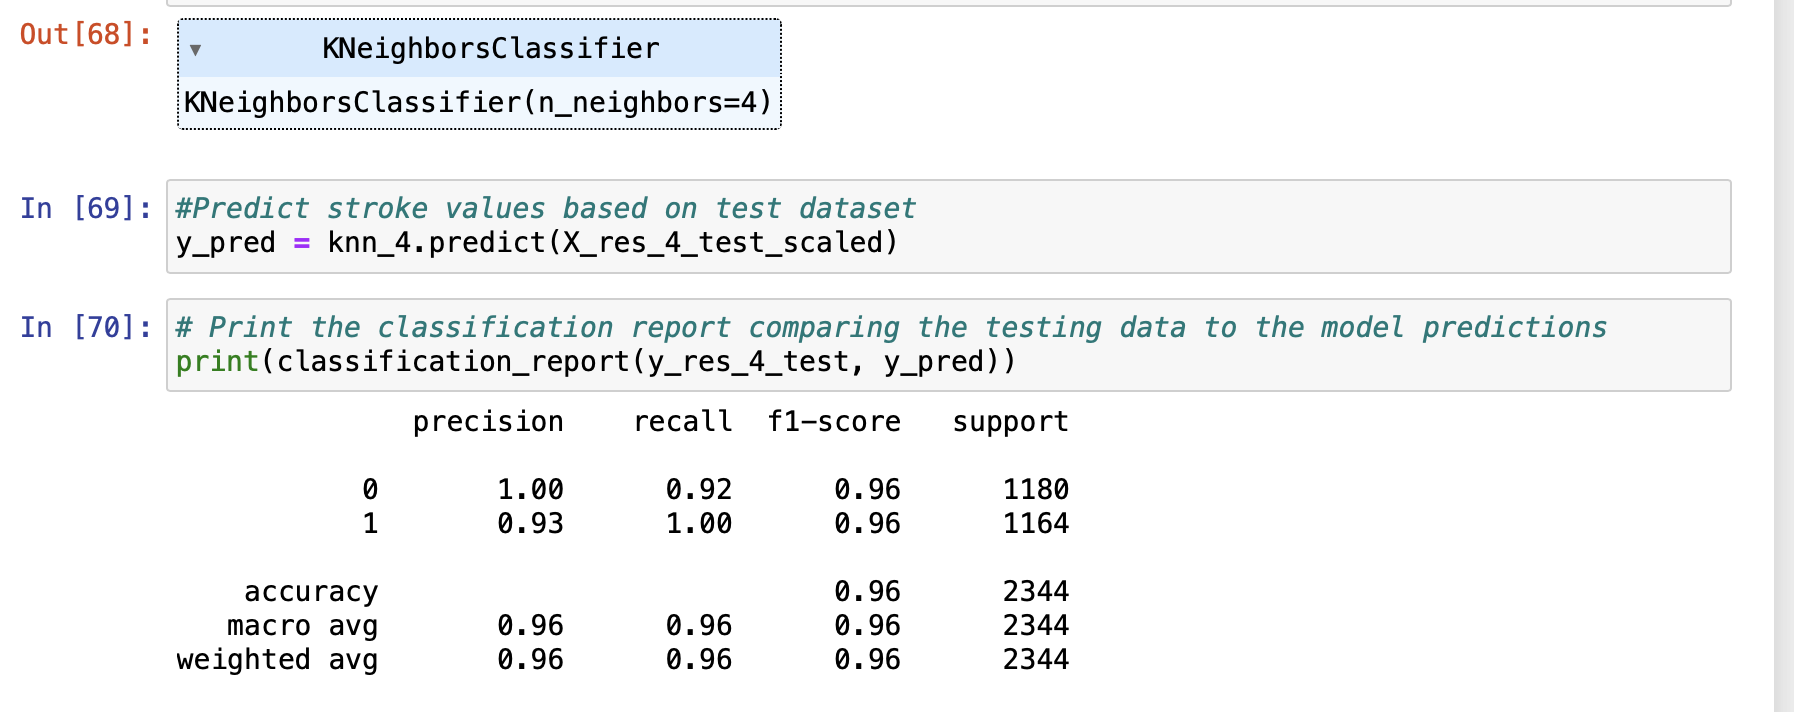 Out[68]:
▼ KNeighborsClassifier
KNeighborsClassifier(n_neighbors=4)
In [69]: #Predict stroke values based on test dataset
y_pred = knn_4.predict(X_res_4_test_scaled)
In [70]: # Print the classification report comparing the testing data to the model predictions
print(classification_report(y_res_4_test, y_pred))
precision recall f1-score support
0 1.00 0.92 0.96 1180
1 0.93 1.00 0.96 1164
accuracy 0.96 2344
macro avg 0.96 0.96 0.96 2344
weighted avg 0.96 0.96 0.96 2344